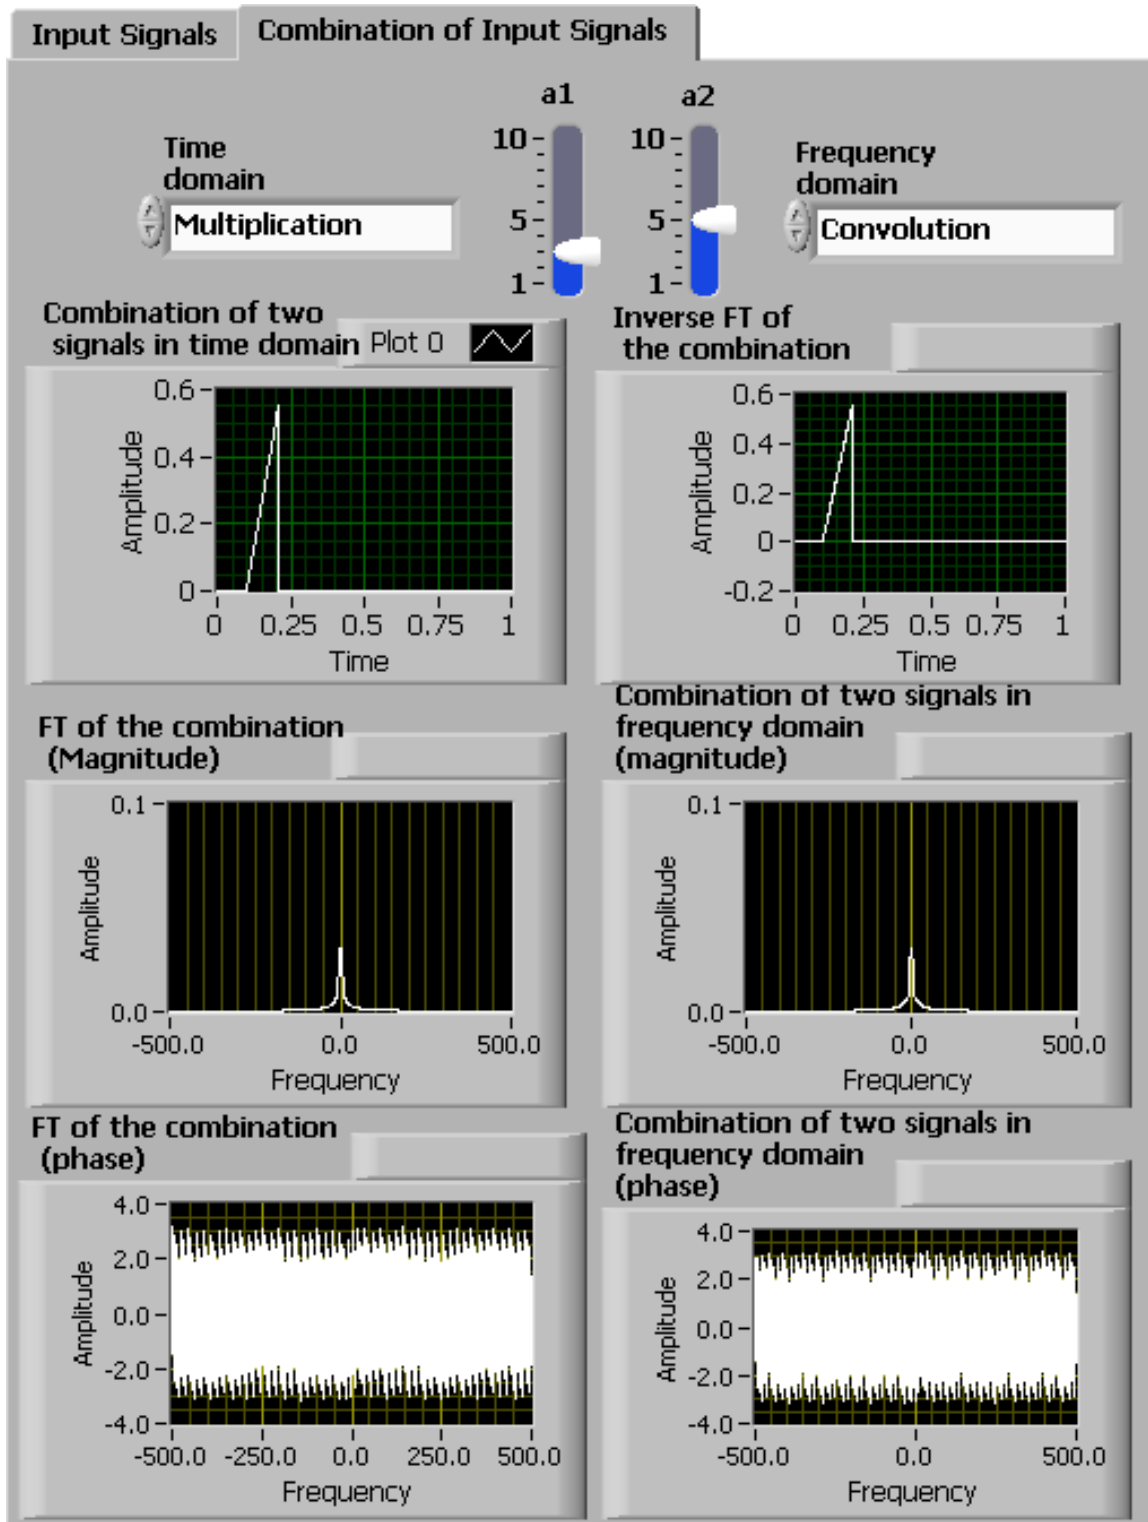 Input Signals
Combination of Input Signals
a1
a2
Time
domain
Multiplication
10
5
1
10
5
1
Frequency
domain
Convolution
Combination of two
signals in time domain
Plot 0
0.6
0.4
0.2
0
Amplitude
0 0.25 0.5 0.75 1
Time
Inverse FT of
the combination
0.6
0.4
0.2
0
-0.2
Amplitude
0 0.25 0.5 0.75 1
Time
FT of the combination
(Magnitude)
0.1
0.0
Amplitude
-500.0 0.0 500.0
Frequency
Combination of two signals in
frequency domain
(magnitude)
0.1
0.0
Amplitude
-500.0 0.0 500.0
Frequency
FT of the combination
(phase)
4.0
2.0
0.0
-2.0
-4.0
Amplitude
-500.0 -250.0 0.0 250.0 500.0
Frequency
Combination of two signals in
frequency domain
(phase)
4.0
2.0
0.0
-2.0
-4.0
Amplitude
-500.0 0.0 500.0
Frequency